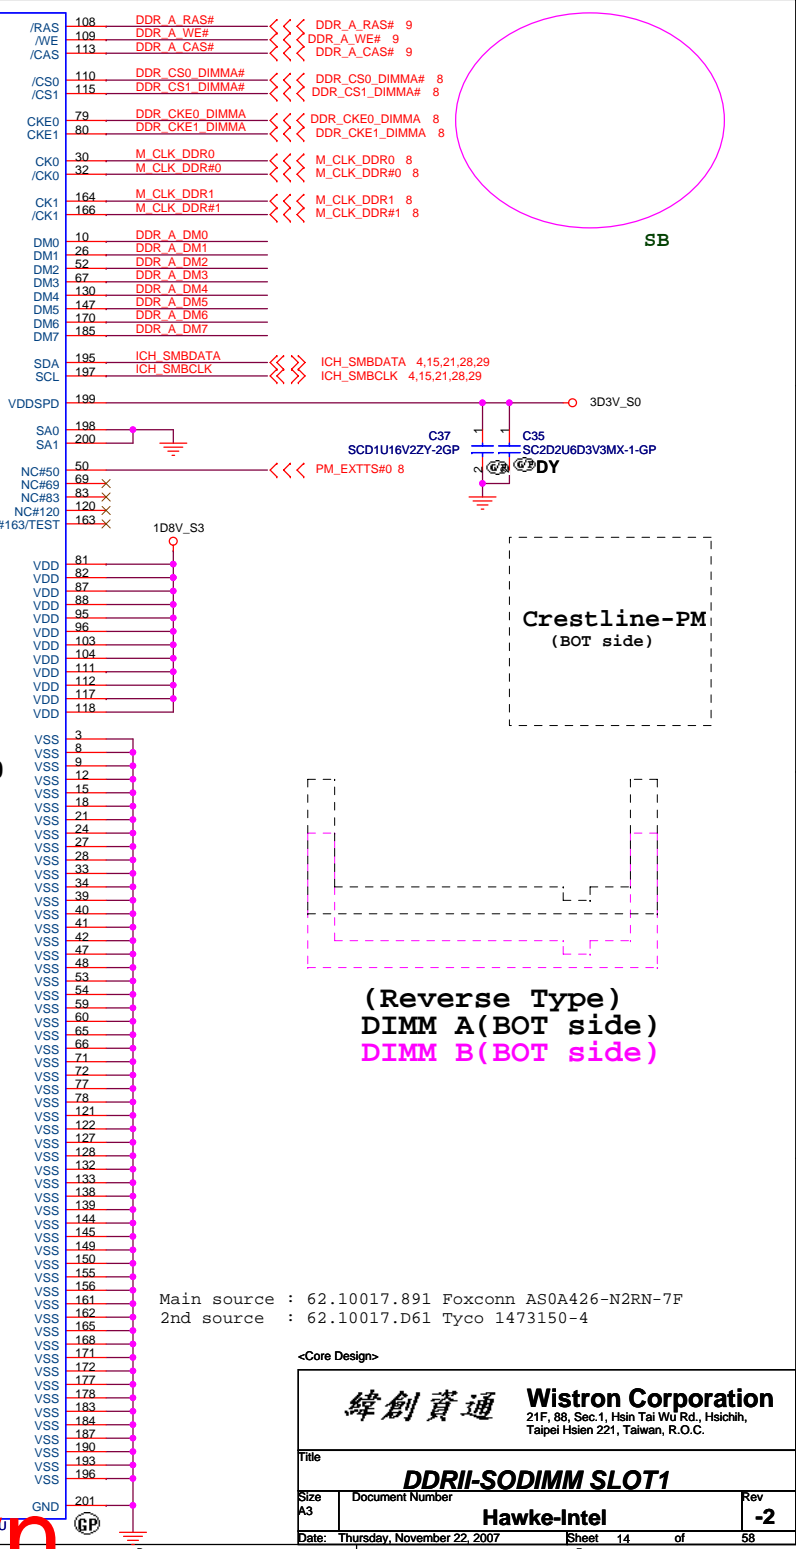 /RAS 108 DDR_A_RAS# DDR_A_RAS# 9
/WE 109 DDR_A_WE# DDR_A_WE# 9
/CAS 113 DDR_A_CAS# DDR_A_CAS# 9
/CS0 110 DDR_CS0_DIMMA# DDR_CS0_DIMMA# 8
/CS1 115 DDR_CS1_DIMMA# DDR_CS1_DIMMA# 8
CKE0 79 DDR_CKE0_DIMMA DDR_CKE0_DIMMA 8
CKE1 80 DDR_CKE1_DIMMA DDR_CKE1_DIMMA 8
CK0 30 M_CLK_DDR0 M_CLK_DDR0 8
/CK0 32 M_CLK_DDR#0 M_CLK_DDR#0 8
CK1 164 M_CLK_DDR1 M_CLK_DDR1 8
/CK1 166 M_CLK_DDR#1 M_CLK_DDR#1 8
SB
DM0 10 DDR_A_DM0
DM1 26 DDR_A_DM1
DM2 52 DDR_A_DM2
DM3 67 DDR_A_DM3
DM4 130 DDR_A_DM4
DM5 147 DDR_A_DM5
DM6 170 DDR_A_DM6
DM7 185 DDR_A_DM7
SDA 195 ICH_SMBDATA ICH_SMBDATA 4,15,21,28,29
SCL 197 ICH_SMBCLK ICH_SMBCLK 4,15,21,28,29
VDDSPD 199 3D3V_S0
SA0 198
SA1 200
C37 1 2
SCD1U16V2ZY-2GP
C35 1
SC2D2U6D3V3MX-1-GP
DY
NC#50 50 PM_EXTTS#0 8
NC#69 69
NC#83 83
NC#120 120
#163/TEST 163
1D8V_S3
VDD 81
VDD 82
VDD 87
VDD 88
VDD 95
VDD 96
VDD 103
VDD 104
VDD 111
VDD 112
VDD 117
VDD 118
Crestline-PM
(BOT side)
VSS 3
VSS 8
VSS 9
VSS 12
VSS 15
VSS 18
VSS 21
VSS 24
VSS 27
VSS 28
VSS 33
VSS 34
VSS 39
VSS 40
VSS 41
VSS 42
VSS 47
VSS 48
VSS 53
VSS 54
VSS 59
VSS 60
VSS 65
VSS 66
VSS 71
VSS 72
VSS 77
VSS 78
VSS 121
VSS 122
VSS 127
VSS 128
VSS 132
VSS 133
VSS 138
VSS 139
VSS 144
VSS 145
VSS 149
VSS 150
VSS 155
VSS 156
VSS 161
VSS 162
VSS 165
VSS 168
VSS 171
VSS 172
VSS 177
VSS 178
VSS 183
VSS 184
VSS 187
VSS 190
VSS 193
VSS 196
GND 201
GP
(Reverse Type)
DIMM A(BOT side)
DIMM B(BOT side)
Main source : 62.10017.891 Foxconn AS0A426-N2RN-7F
2nd source : 62.10017.D61 Tyco 1473150-4
<Core Design>
緯創資通 Wistron Corporation
21F, 88, Sec.1, Hsin Tai Wu Rd., Hsichih,
Taipei Hsien 221, Taiwan, R.O.C.
Title
DDRII-SODIMM SLOT1
Size A3
Document Number
Hawke-Intel
Rev
-2
Date: Thursday, November 22, 2007 Sheet 14 of 58